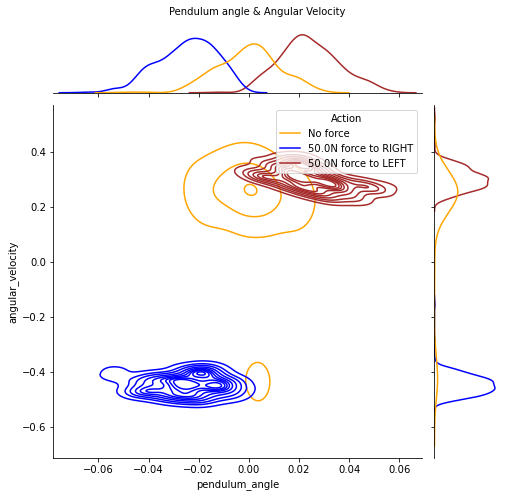 Pendulum angle & Angular Velocity
Action
No force
50.0N force to RIGHT
50.0N force to LEFT
0.4
0.2
0.0
−0.2
−0.4
−0.6
angular_velocity
−0.06 −0.04 −0.02 0.00 0.02 0.04 0.06
pendulum_angle